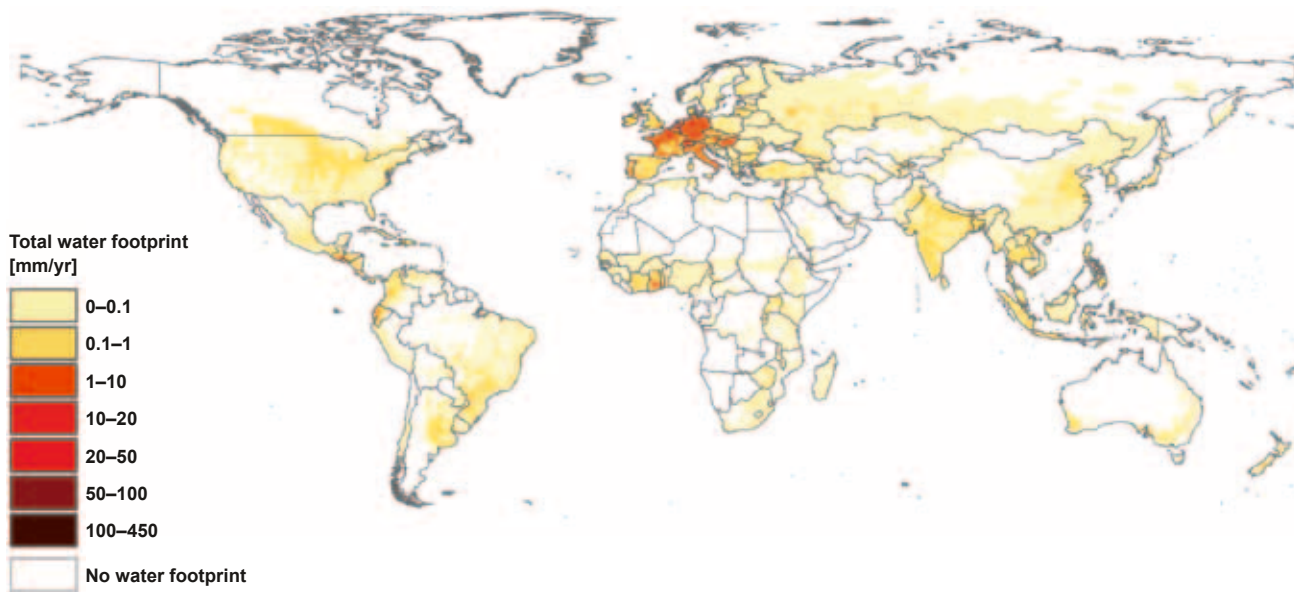 Total water footprint
[mm/yr]
0–0.1
0.1–1
1–10
10–20
20–50
50–100
100–450
No water footprint